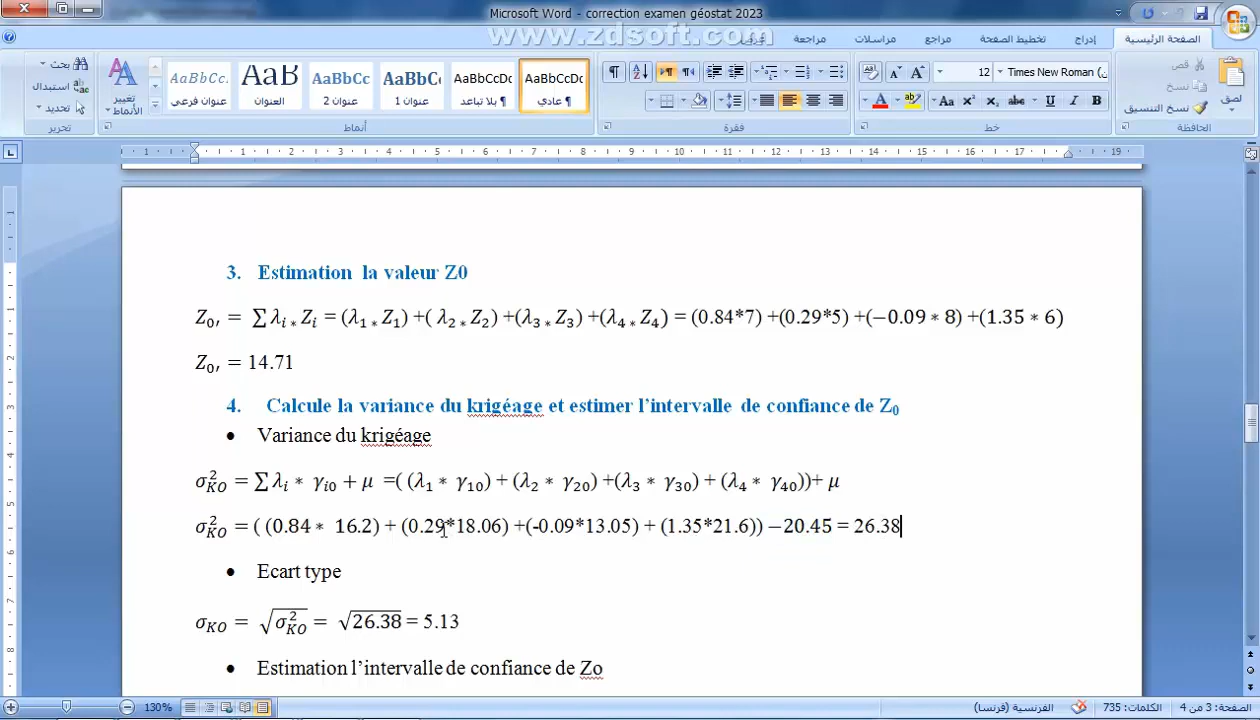 Microsoft Word - correction examen géostat 2023
www.zdsoft.com
الصفحة الرئيسية إدراج تخطيط الصفحة مراجع مراسلات مراجعة عرض
قص
نسخ
نسخ التنسيق
لصق
الحافظة
Times New Roman ( 12
خط
فقرة
AaBbCcDc AaBbCcDc AaBbCc AaBbCc AaB AaBbCcI
¶ عادي ¶ بلا تباعد عنوان 1 عنوان 2 العنوان عنوان فرعي
تغيير الأنماط
أنماط
بحث
استبدال
تحديد
تحرير
3. Estimation la valeur Z0
Z₀′ = ∑ λᵢ * Zᵢ = (λ₁ * Z₁) +( λ₂ * Z₂) +(λ₃ * Z₃) +(λ₄ * Z₄) = (0.84*7) +(0.29*5) +(−0.09 * 8) +(1.35 * 6)
Z₀′ = 14.71
4. Calcule la variance du krigéage et estimer l’intervalle de confiance de Z₀
• Variance du krigéage
σ²_KO = ∑ λᵢ * γᵢ₀ + μ =( (λ₁ * γ₁₀) + (λ₂ * γ₂₀) +(λ₃ * γ₃₀) + (λ₄ * γ₄₀))+ μ
σ²_KO = ( (0.84 * 16.2) + (0.29*18.06) +(-0.09*13.05) + (1.35*21.6)) −20.45 = 26.38
• Ecart type
σ_KO = √σ²_KO = √26.38 = 5.13
• Estimation l’intervalle de confiance de Zo
الصفحة: 3 من 4 الكلمات: 735 الفرنسية (فرنسا) 130%